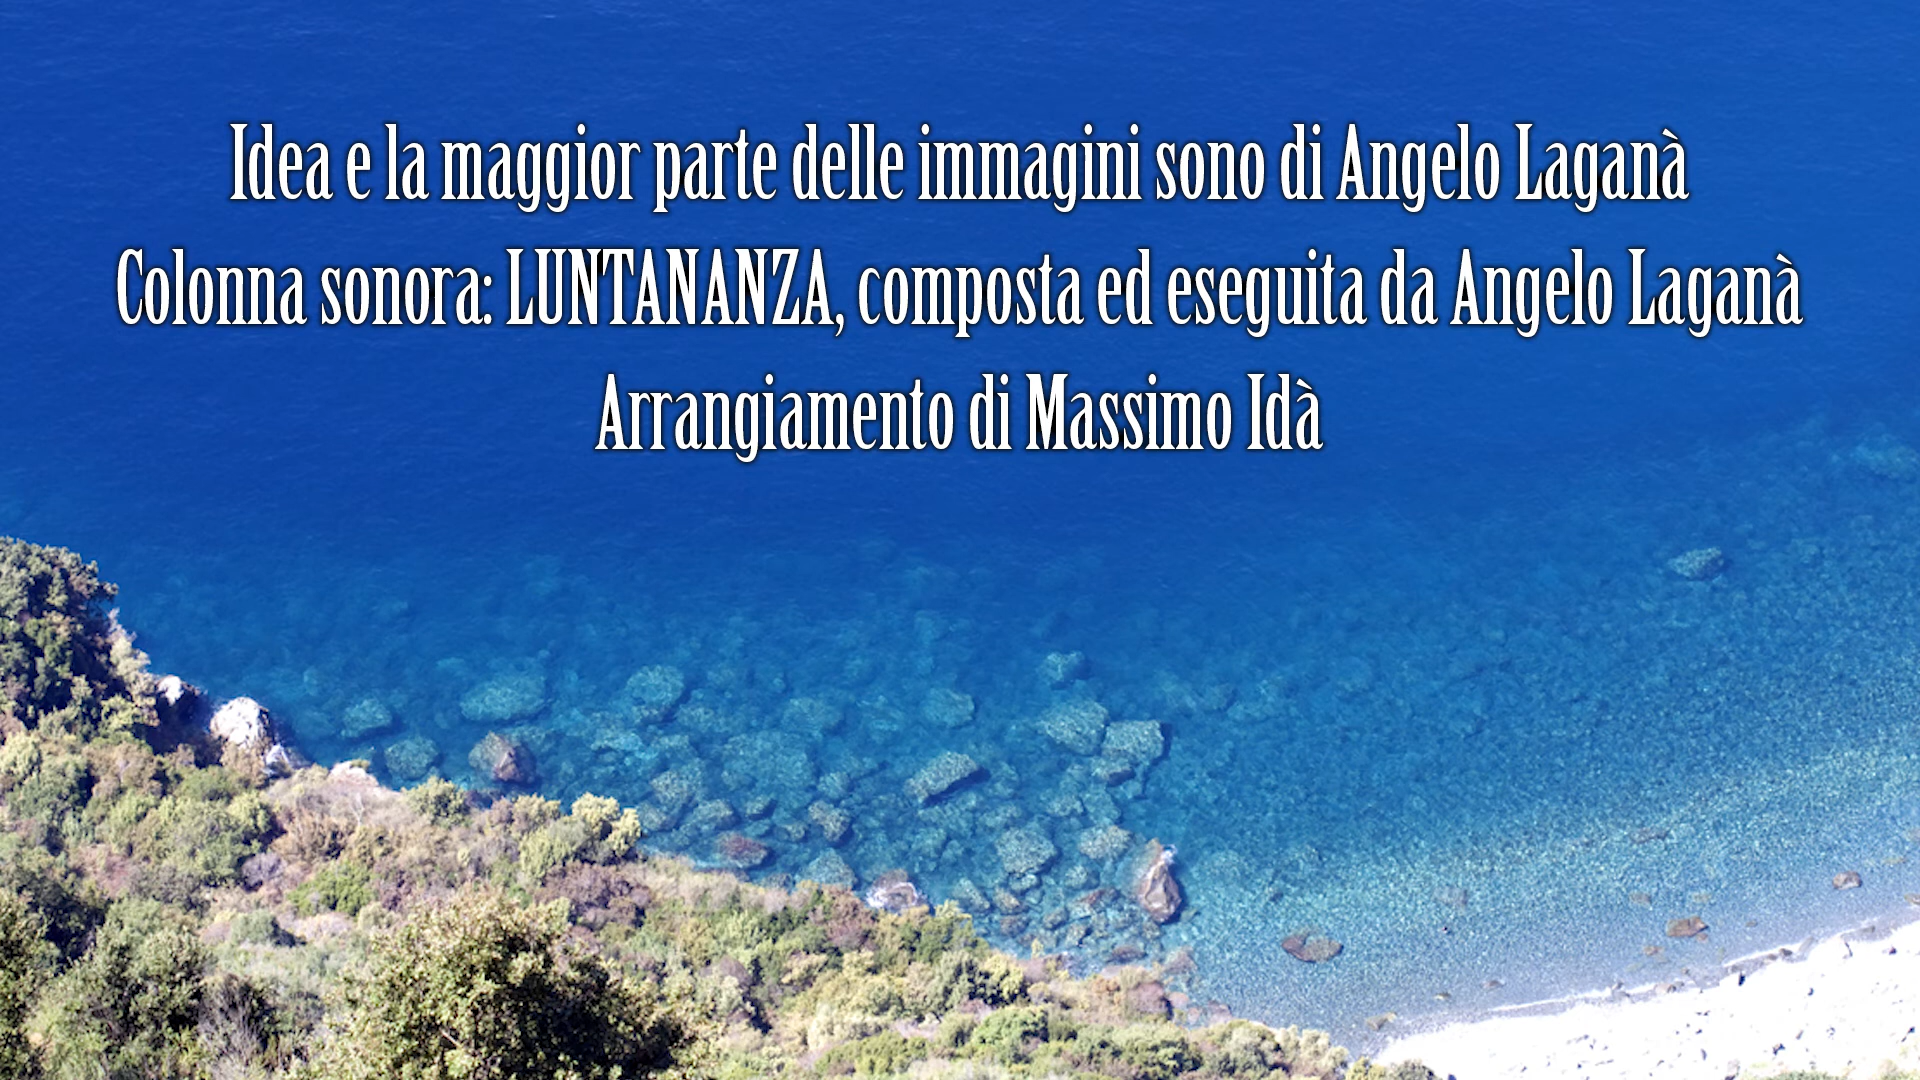 Idea e la maggior parte delle immagini sono di Angelo Laganà
Colonna sonora: LUNTANANZA, composta ed eseguita da Angelo Laganà
Arrangiamento di Massimo Idà